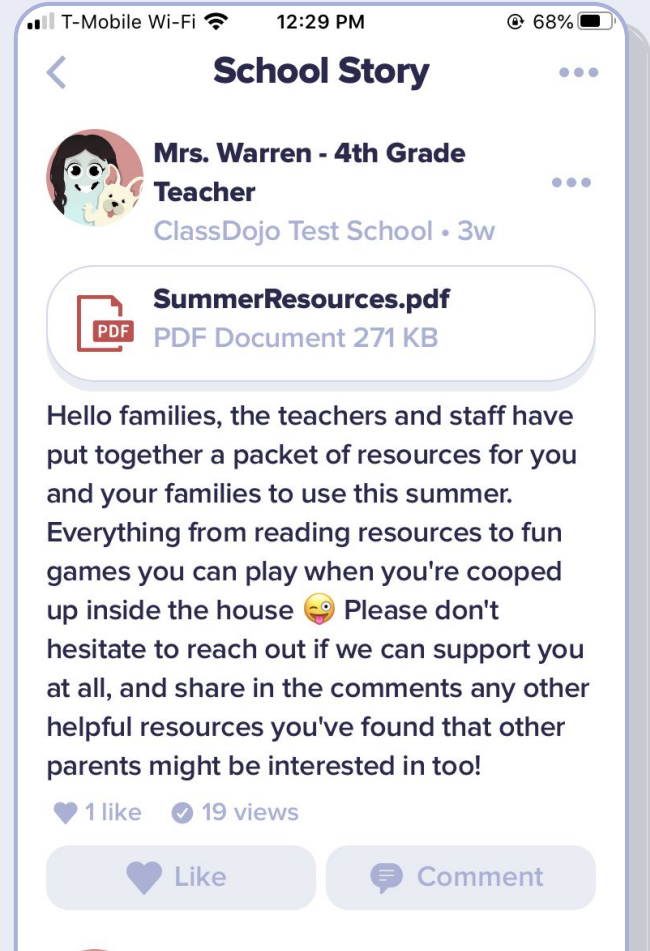 T-Mobile Wi-Fi 12:29 PM 68%
School Story
Mrs. Warren - 4th Grade
Teacher
ClassDojo Test School • 3w
SummerResources.pdf
PDF
PDF Document 271 KB
Hello families, the teachers and staff have
put together a packet of resources for you
and your families to use this summer.
Everything from reading resources to fun
games you can play when you're cooped
up inside the house 😜 Please don't
hesitate to reach out if we can support you
at all, and share in the comments any other
helpful resources you've found that other
parents might be interested in too!
1 like 19 views
Like Comment